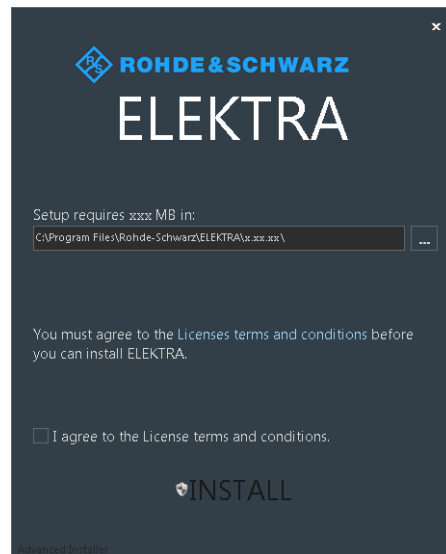 ×
R S
ROHDE&SCHWARZ
ELEKTRA
Setup requires xxx MB in:
C:\Program Files\Rohde-Schwarz\ELEKTRA\x.xx.xx\
...
You must agree to the Licenses terms and conditions before
you can install ELEKTRA.
I agree to the License terms and conditions.
INSTALL
Advanced Installer